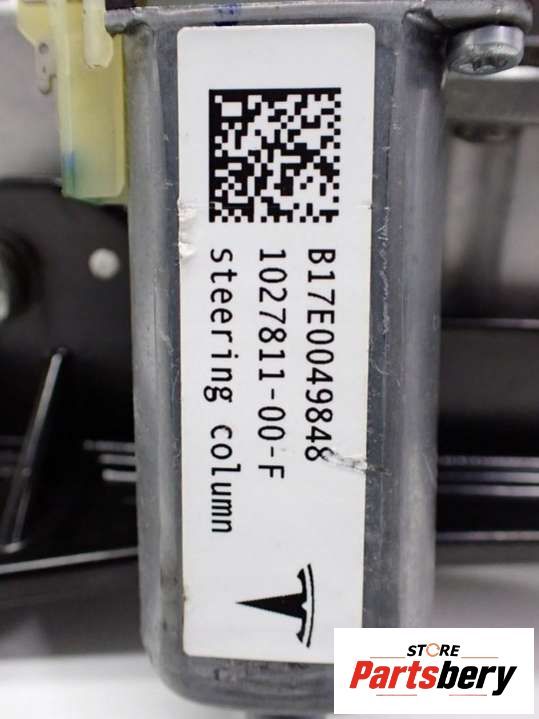 B17E0049848
1027811-00-F
steering column
STORE
Partsbery